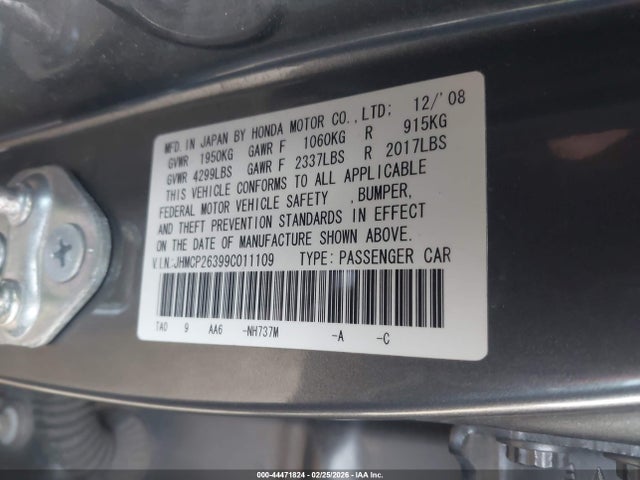 MFD. IN JAPAN BY HONDA MOTOR CO.,LTD; 12/'08
GVWR 1950KG GAWR F 1060KG R 915KG
GVWR 4299LBS GAWR F 2337LBS R 2017LBS
THIS VEHICLE CONFORMS TO ALL APPLICABLE
FEDERAL MOTOR VEHICLE SAFETY ,BUMPER,
AND THEFT PREVENTION STANDARDS IN EFFECT
ON THE DATE OF MANUFACTURE SHOWN ABOVE.
V.I.N:JHMCP26399C011109 TYPE:PASSENGER CAR
TA0 9 AA6 -NH737M -A -C
000-44471824 - 02/25/2026 - IAA Inc.